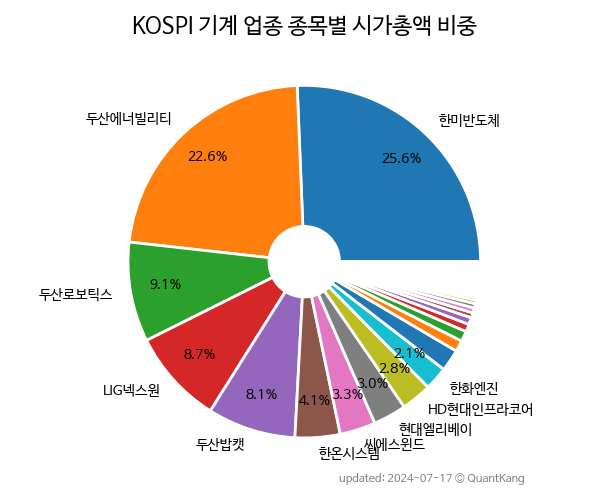 KOSPI 기계 업종 종목별 시가총액 비중
한미반도체
25.6%
두산에너빌리티
22.6%
두산로보틱스
9.1%
LIG넥스원
8.7%
두산밥캣
8.1%
한온시스템
4.1%
씨에스윈드
3.3%
현대엘리베이
3.0%
HD현대인프라코어
2.8%
한화엔진
2.1%
updated: 2024-07-17 © QuantKang